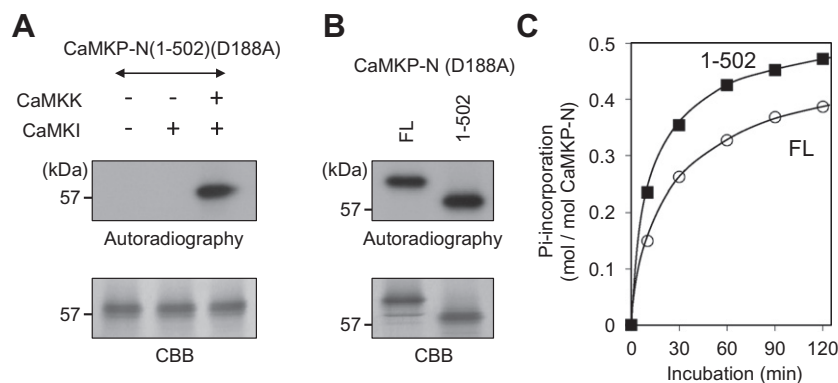 A
CaMKP-N(1-502)(D188A)
CaMKK - - +
CaMKI - + +
(kDa)
57
Autoradiography
57
CBB
B
CaMKP-N (D188A)
FL
1-502
(kDa)
57
Autoradiography
57
CBB
C
0.5
0.4
0.3
0.2
0.1
0
Pi-incorporation
(mol / mol CaMKP-N)
1-502
FL
0 30 60 90 120
Incubation (min)